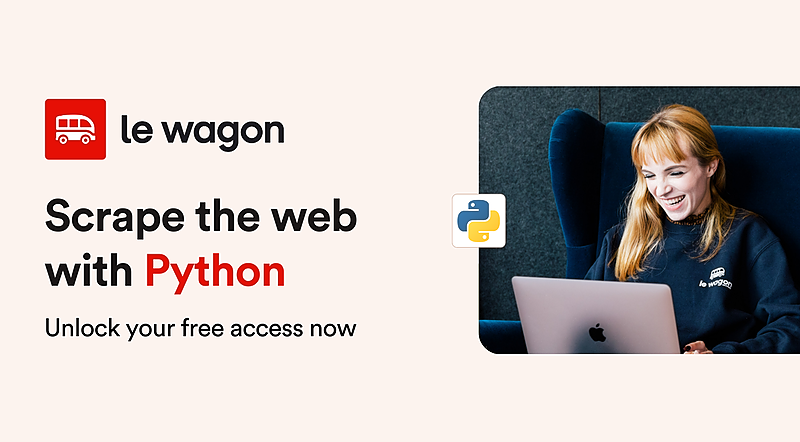 le wagon
Scrape the web
with Python
Unlock your free access now
le wagon